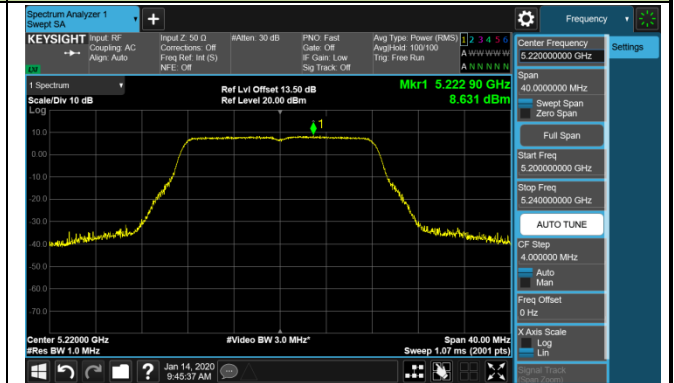 Spectrum Analyzer 1
Swept SA
+
Frequency
KEYSIGHT
Input: RF
Coupling: AC
Align: Auto
Input Z: 50 Ω
Corrections: Off
Freq Ref: Int (S)
NFE: Off
#Atten: 30 dB
PNO: Fast
Gate: Off
IF Gain: Low
Sig Track: Off
Avg Type: Power (RMS)
Avg|Hold: 100/100
Trig: Free Run
1 2 3 4 5 6
A W W W W W
A N N N N N
1 Spectrum
Scale/Div 10 dB
Log
Ref Lvl Offset 13.50 dB
Ref Level 20.00 dBm
Mkr1 5.222 90 GHz
8.631 dBm
1
10.0
0.00
-10.0
-20.0
-30.0
-40.0
-50.0
-60.0
-70.0
Center 5.22000 GHz
#Res BW 1.0 MHz
#Video BW 3.0 MHz*
Span 40.00 MHz
Sweep 1.07 ms (2001 pts)
Jan 14, 2020
9:45:37 AM
?
Center Frequency
5.220000000 GHz
Span
40.0000000 MHz
Swept Span
Zero Span
Full Span
Start Freq
5.200000000 GHz
Stop Freq
5.240000000 GHz
AUTO TUNE
CF Step
4.000000 MHz
Auto
Man
Freq Offset
0 Hz
X Axis Scale
Log
Lin
Signal Track
(Span Zoom)
Settings